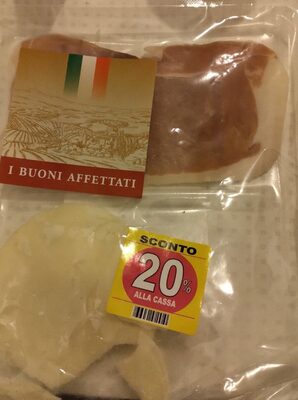 I BUONI AFFETTATI
SCONTO
20%
ALLA CASSA